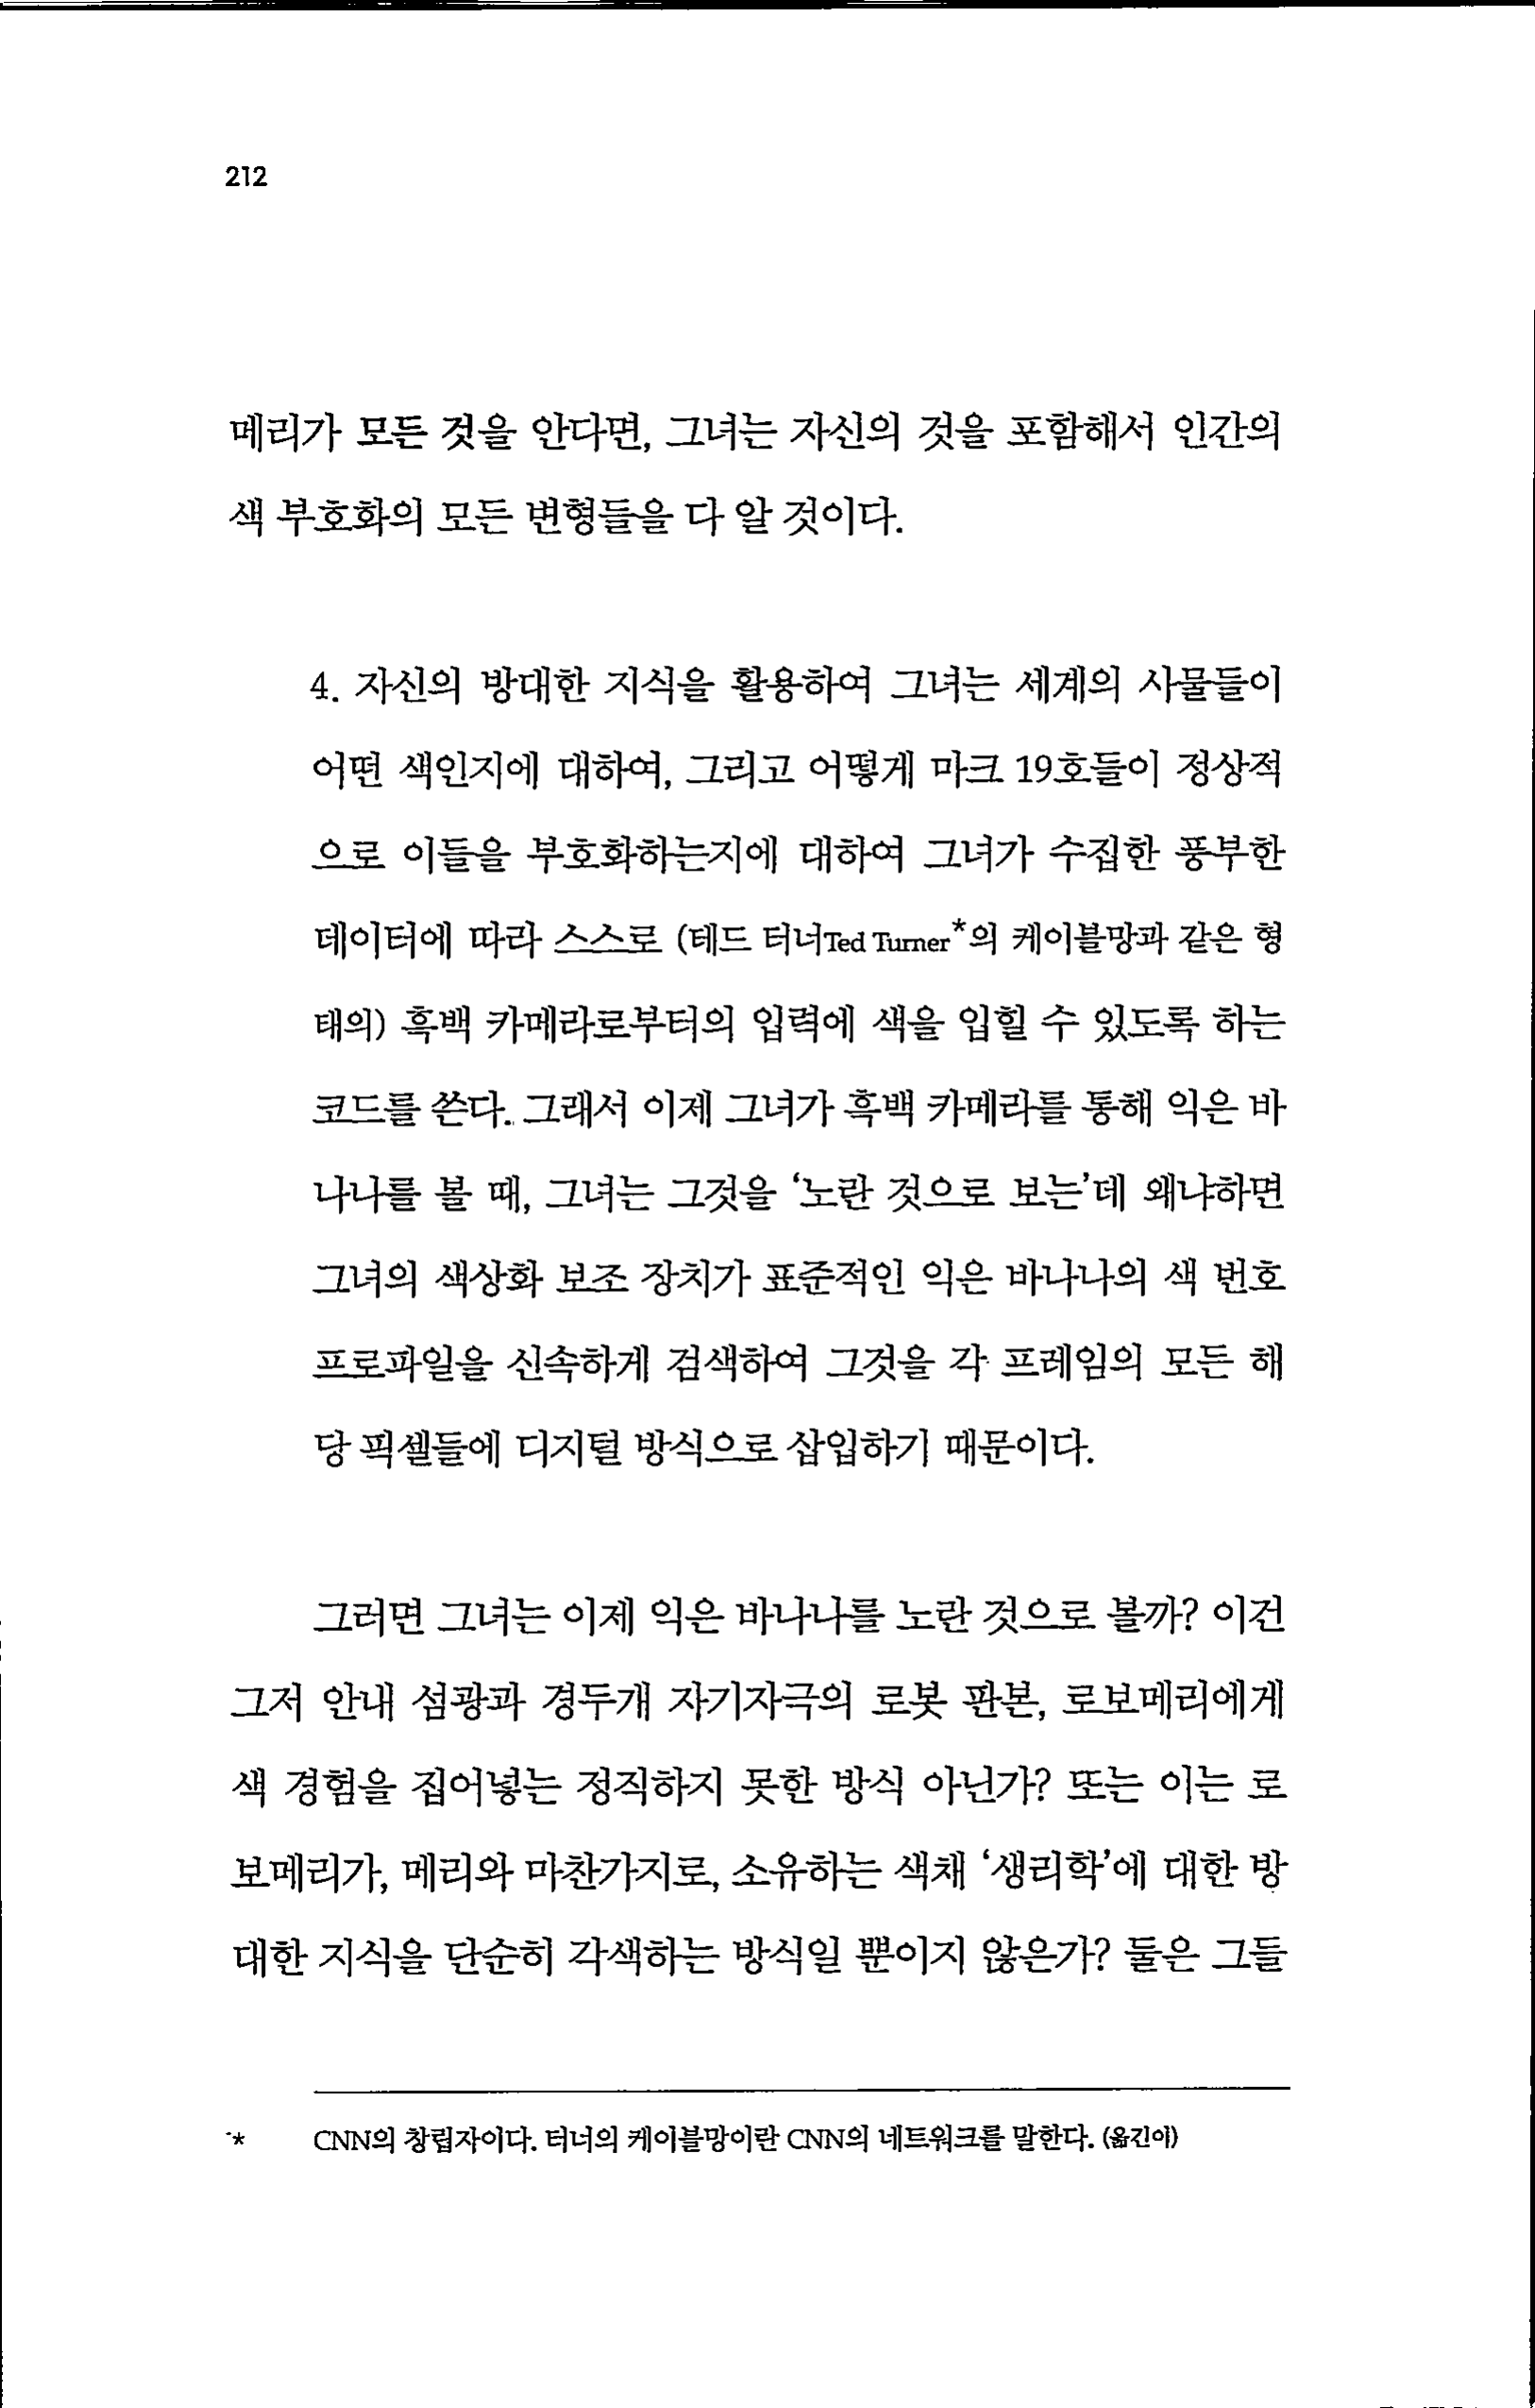 212
메리가 모든 것을 안다면, 그녀는 자신의 것을 포함해서 인간의
색 부호화의 모든 변형들을 다 알 것이다.
4. 자신의 방대한 지식을 활용하여 그녀는 세계의 사물들이
어떤 색인지에 대하여, 그리고 어떻게 마크 19호들이 정상적
으로 이들을 부호화하는지에 대하여 그녀가 수집한 풍부한
데이터에 따라 스스로 (테드 터너Ted Turner*의 케이블망과 같은 형
태의) 흑백 카메라로부터의 입력에 색을 입힐 수 있도록 하는
코드를 쓴다. 그래서 이제 그녀가 흑백 카메라를 통해 익은 바
나나를 볼 때, 그녀는 그것을 ‘노란 것으로 보는’데 왜냐하면
그녀의 색상화 보조 장치가 표준적인 익은 바나나의 색 번호
프로파일을 신속하게 검색하여 그것을 각 프레임의 모든 해
당 픽셀들에 디지털 방식으로 삽입하기 때문이다.
그러면 그녀는 이제 익은 바나나를 노란 것으로 볼까? 이건
그저 안내 섬광과 경두개 자기자극의 로봇 판본, 로보메리에게
색 경험을 집어넣는 정직하지 못한 방식 아닌가? 또는 이는 로
보메리가, 메리와 마찬가지로, 소유하는 색채 ‘생리학’에 대한 방
대한 지식을 단순히 각색하는 방식일 뿐이지 않은가? 둘은 그들
* CNN의 창립자이다. 터너의 케이블망이란 CNN의 네트워크를 말한다. (옮긴이)